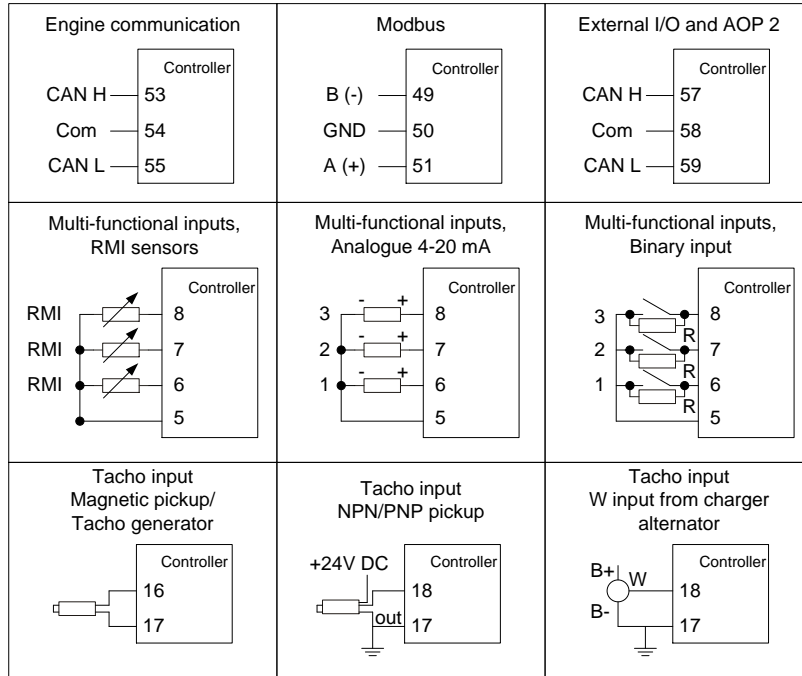 Engine communication
Controller
CAN H 53
Com 54
CAN L 55
Modbus
Controller
B (-) 49
GND 50
A (+) 51
External I/O and AOP 2
Controller
CAN H 57
Com 58
CAN L 59
Multi-functional inputs,
RMI sensors
Controller
RMI 8
RMI 7
RMI 6
5
Multi-functional inputs,
Analogue 4-20 mA
Controller
3 - + 8
2 - + 7
1 - + 6
5
Multi-functional inputs,
Binary input
Controller
3 8
R
2 7
R
1 6
R
5
Tacho input
Magnetic pickup/
Tacho generator
Controller
16
17
Tacho input
NPN/PNP pickup
+24V DC
Controller
18
out 17
Tacho input
W input from charger
alternator
Controller
B+ W 18
B- 17